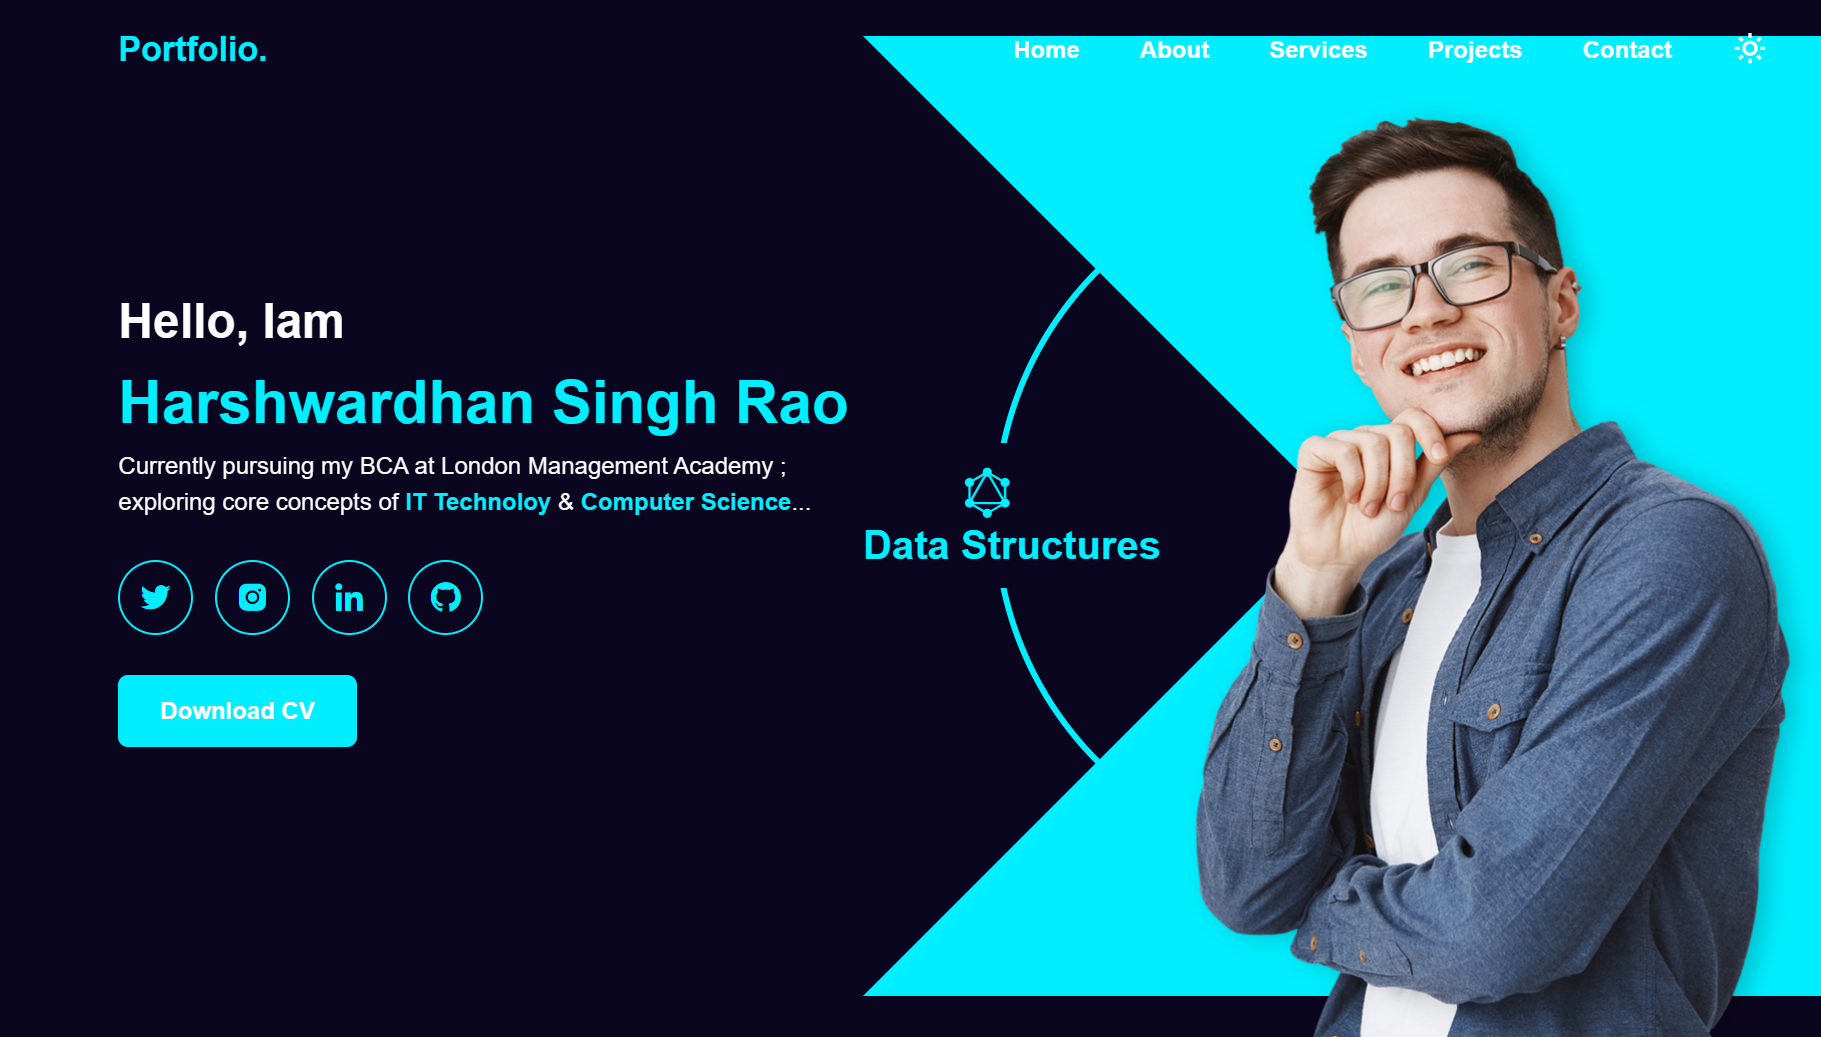 Portfolio.
Home About Services Projects Contact
Hello, Iam
Harshwardhan Singh Rao
Currently pursuing my BCA at London Management Academy ;
exploring core concepts of IT Technoloy & Computer Science...
Data Structures
Download CV